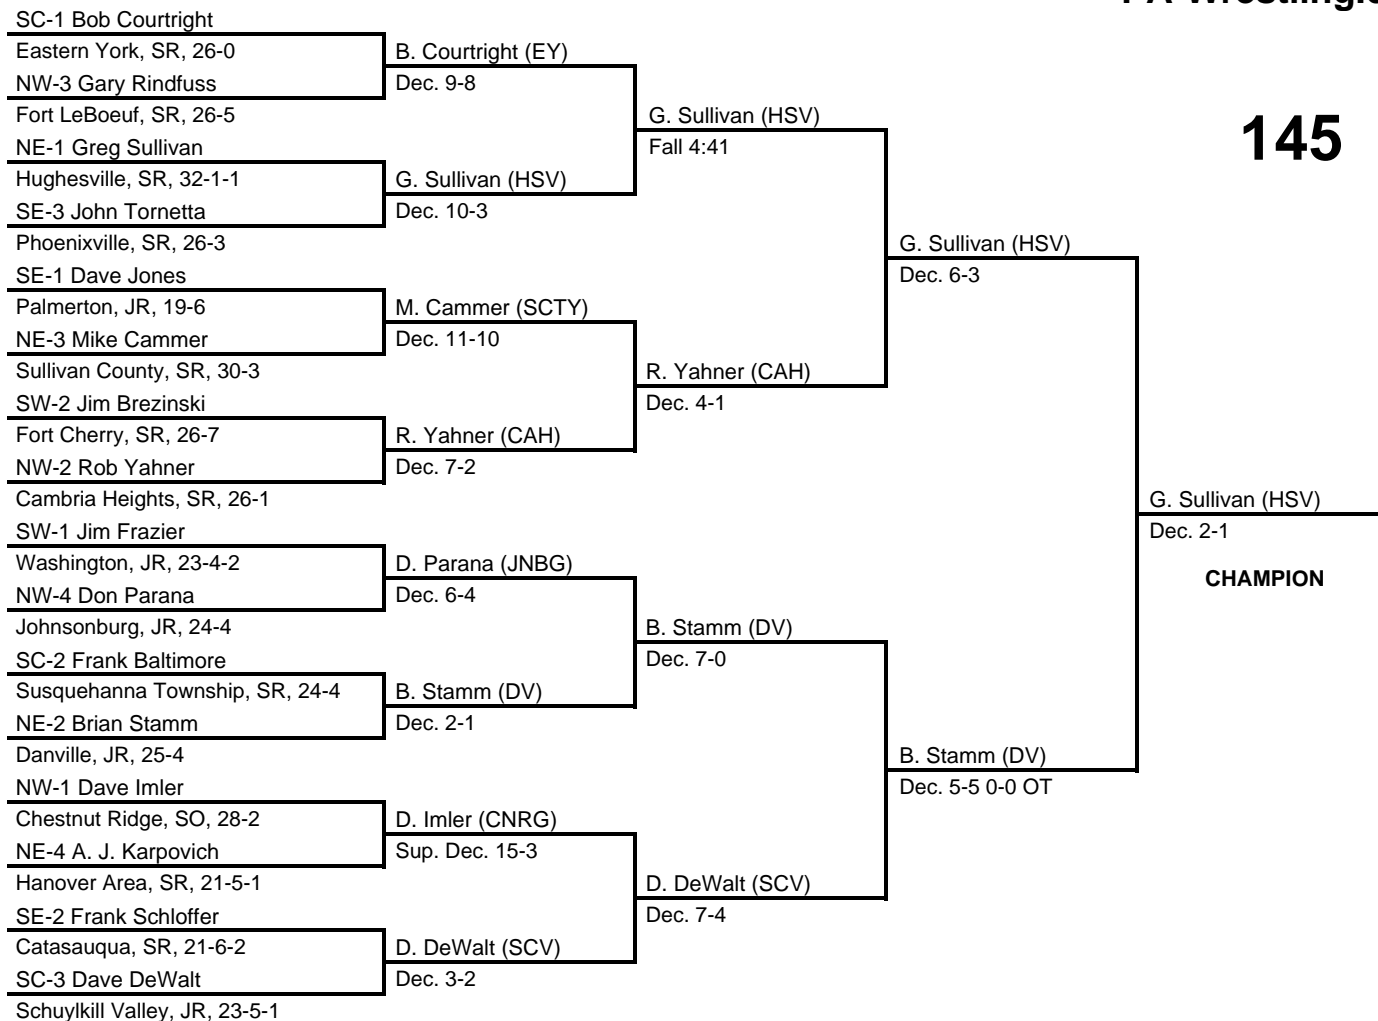 SC-1 Bob Courtright
Eastern York, SR, 26-0
NW-3 Gary Rindfuss
Fort LeBoeuf, SR, 26-5
NE-1 Greg Sullivan
Hughesville, SR, 32-1-1
SE-3 John Tornetta
Phoenixville, SR, 26-3
SE-1 Dave Jones
Palmerton, JR, 19-6
NE-3 Mike Cammer
Sullivan County, SR, 30-3
SW-2 Jim Brezinski
Fort Cherry, SR, 26-7
NW-2 Rob Yahner
Cambria Heights, SR, 26-1
SW-1 Jim Frazier
Washington, JR, 23-4-2
NW-4 Don Parana
Johnsonburg, JR, 24-4
SC-2 Frank Baltimore
Susquehanna Township, SR, 24-4
NE-2 Brian Stamm
Danville, JR, 25-4
NW-1 Dave Imler
Chestnut Ridge, SO, 28-2
NE-4 A. J. Karpovich
Hanover Area, SR, 21-5-1
SE-2 Frank Schloffer
Catasauqua, SR, 21-6-2
SC-3 Dave DeWalt
Schuylkill Valley, JR, 23-5-1
B. Courtright (EY)
Dec. 9-8
G. Sullivan (HSV)
Dec. 10-3
M. Cammer (SCTY)
Dec. 11-10
R. Yahner (CAH)
Dec. 7-2
D. Parana (JNBG)
Dec. 6-4
B. Stamm (DV)
Dec. 2-1
D. Imler (CNRG)
Sup. Dec. 15-3
D. DeWalt (SCV)
Dec. 3-2
G. Sullivan (HSV)
Fall 4:41
R. Yahner (CAH)
Dec. 4-1
B. Stamm (DV)
Dec. 7-0
D. DeWalt (SCV)
Dec. 7-4
G. Sullivan (HSV)
Dec. 6-3
B. Stamm (DV)
Dec. 5-5 0-0 OT
145
G. Sullivan (HSV)
Dec. 2-1
CHAMPION